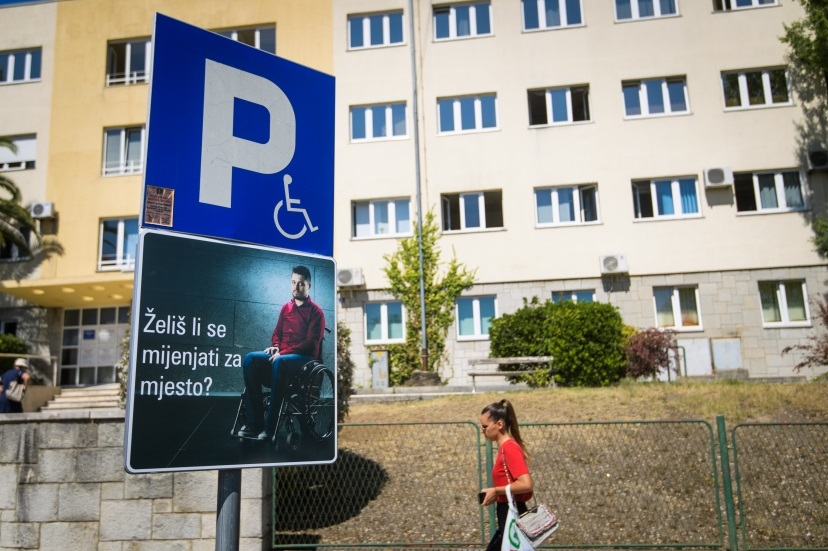 P
Želiš li se
mijenjati za
mjesto?